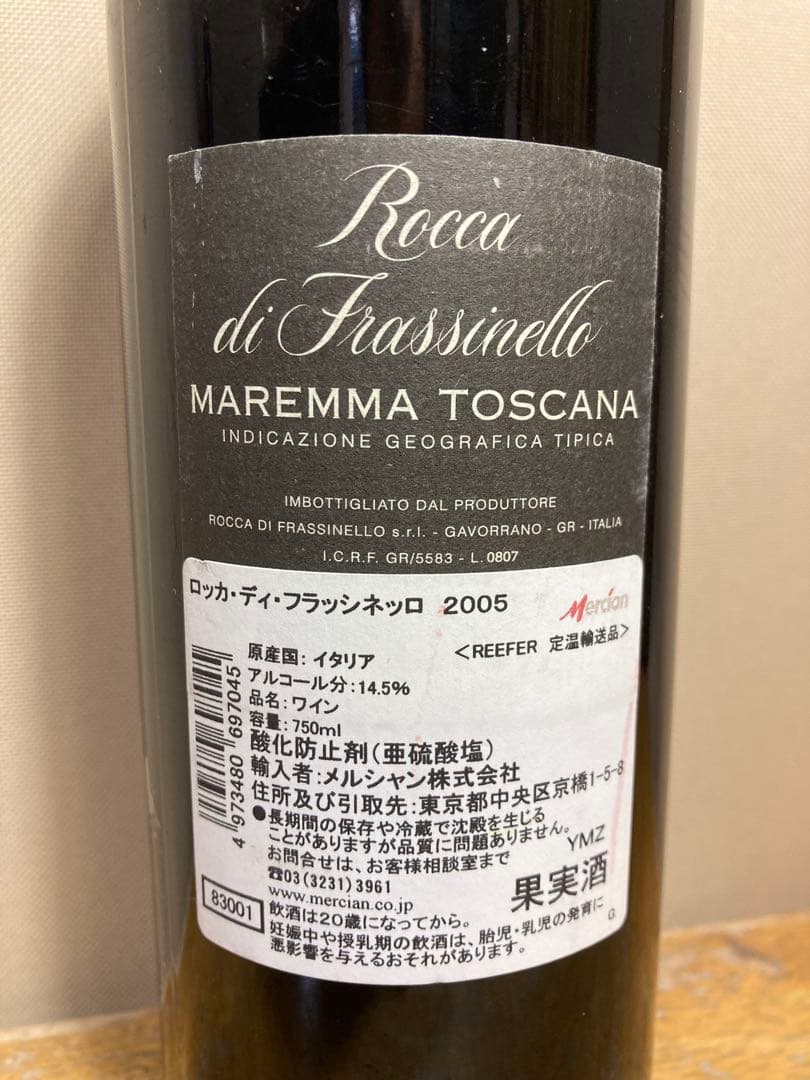 Rocca
di Frassinello
MAREMMA TOSCANA
INDICAZIONE GEOGRAFICA TIPICA
IMBOTTIGLIATO DAL PRODUTTORE
ROCCA DI FRASSINELLO s.r.l. - GAVORRANO - GR - ITALIA
I.C.R.F. GR/5583 - L. 0807
ロッカ・ディ・フラッシネッロ 2005
Mercian
<REEFER 定温輸送品>
原産国: イタリア
アルコール分: 14.5%
品名: ワイン
容量: 750ml
酸化防止剤(亜硫酸塩)
輸入者: メルシャン株式会社
住所及び引取先: 東京都中央区京橋1-5-8
●長期間の保存や冷蔵で沈殿を生じる
ことがありますが品質に問題ありません。
お問合せは、お客様相談室まで
☎03(3231)3961
www.mercian.co.jp
YMZ
果実酒
飲酒は20歳になってから。
妊娠中や授乳期の飲酒は、胎児・乳児の発育に
悪影響を与えるおそれがあります。
G
83001
4 973480 697045